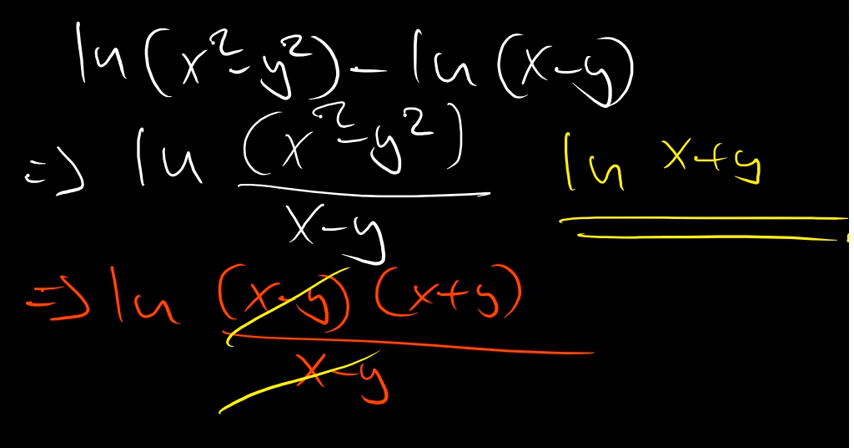 ln(x²-y²)-ln(x-y)
=> ln (x²-y²)
x-y
ln x+y
=> ln (x-y)(x+y)
x-y